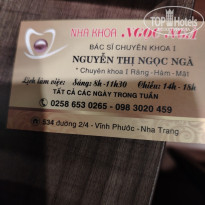 TopHotels
NHA KHOA NGỌC NGÀ
BÁC SĨ CHUYÊN KHOA I
NGUYỄN THỊ NGỌC NGÀ
* Chuyên khoa I Răng - Hàm - Mặt
Lịch làm việc: Sáng: 8h - 11h30 Chiều: 14h - 18h
TẤT CẢ CÁC NGÀY TRONG TUẦN
0258 653 0265 - 098 3020 459
534 đường 2/4 - Vĩnh Phước - Nha Trang